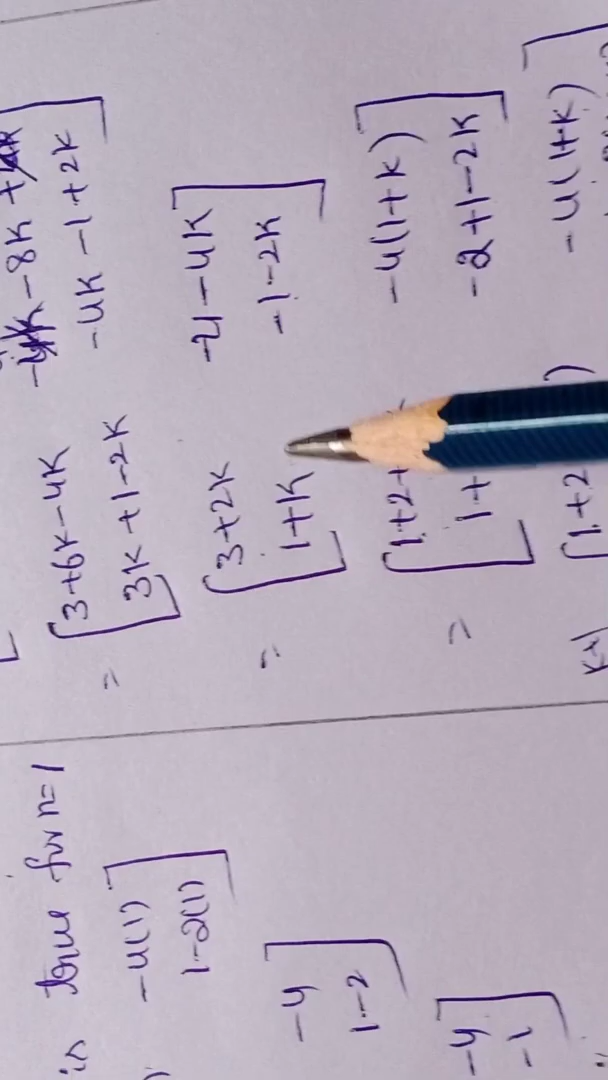 is true for n=1
-4(1)
1-2(1)
-4
1-2
-4
-1
-8K
[3+6K-4K
= 3K+1-2K -4K-1+2K]
[3+2K -4-4K
= 1+K -1-2K]
[1+2+ -4(1+K)
= 1+ -2+1-2K]
K+1 [1+2 ) -4(1+K)